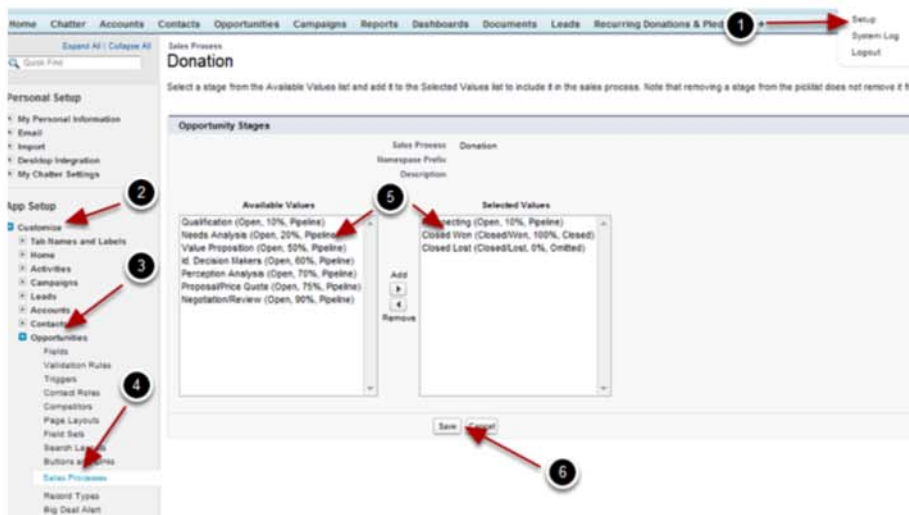 Home Chatter Accounts Contacts Opportunities Campaigns Reports Dashboards Documents Leads Recurring Donations & 1
Setup
System Log
Logout
Expand All | Collapse All
Quick Find
Sales Process
Donation
Select a stage from the Available Values list and add it to the Selected Values list to include it in the sales process. Note that removing a stage from the picklist does not remove it
Personal Setup
My Personal Information
Email
Import
Desktop Integration
My Chatter Settings
App Setup
2
Customize
Tab Names and Labels
Home
Activities
3
Campaigns
Leads
Accounts
Contacts
Opportunities
Fields
Validation Rules
Triggers
4
Contact Roles
Competitors
Page Layouts
Field Sets
Search
Buttons
Sales Processes
Record Types
Big Deal Alert
Opportunity Stages
Sales Process Donation
Namespace Prefix
Description
5
Available Values
Qualification (Open, 10%, Pipeline)
Needs Analysis (Open, 20%, Pipeline)
Value Proposition (Open, 50%, Pipeline)
Id. Decision Makers (Open, 60%, Pipeline)
Perception Analysis (Open, 70%, Pipeline)
Proposal/Price Quote (Open, 75%, Pipeline)
Negotiation/Review (Open, 90%, Pipeline)
Add
Remove
Selected Values
(Open, 10%, Pipeline)
Closed Won (Closed/Won, 100%, Closed)
Closed Lost (Closed/Lost, 0%, Omitted)
Save Cancel
6